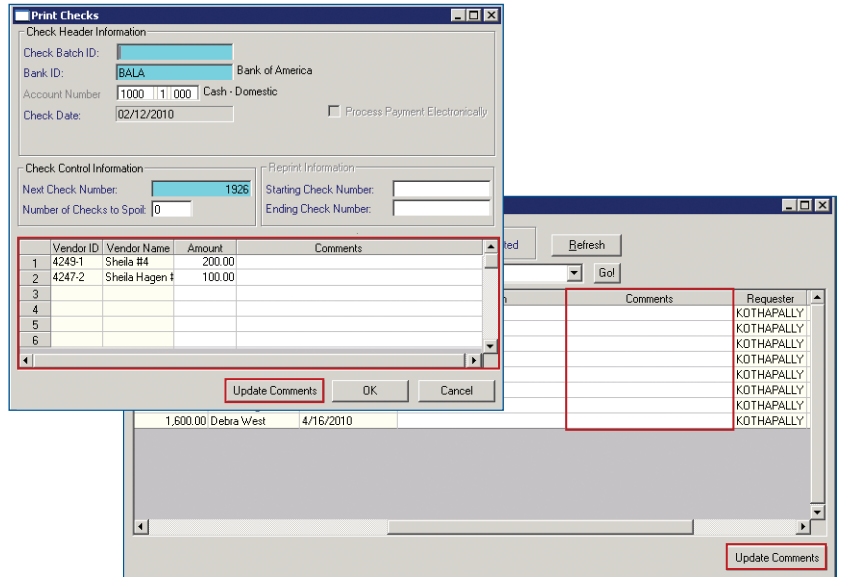 Print Checks
Check Header Information
Check Batch ID:
Bank ID: BALA Bank of America
Account Number 1000 1 000 Cash - Domestic
Check Date: 02/12/2010 Process Payment Electronically
Check Control Information
Reprint Information
Next Check Number: 1926
Starting Check Number:
Number of Checks to Spoil: 0
Ending Check Number:
Vendor ID Vendor Name Amount Comments
1 4249-1 Sheila #4 200.00
2 4247-2 Sheila Hagen # 100.00
3
4
5
6
Update Comments OK Cancel
Refresh
Go!
Comments Requester
KOTHAPALLY
KOTHAPALLY
KOTHAPALLY
KOTHAPALLY
KOTHAPALLY
KOTHAPALLY
KOTHAPALLY
1,600.00 Debra West 4/16/2010 KOTHAPALLY
Update Comments